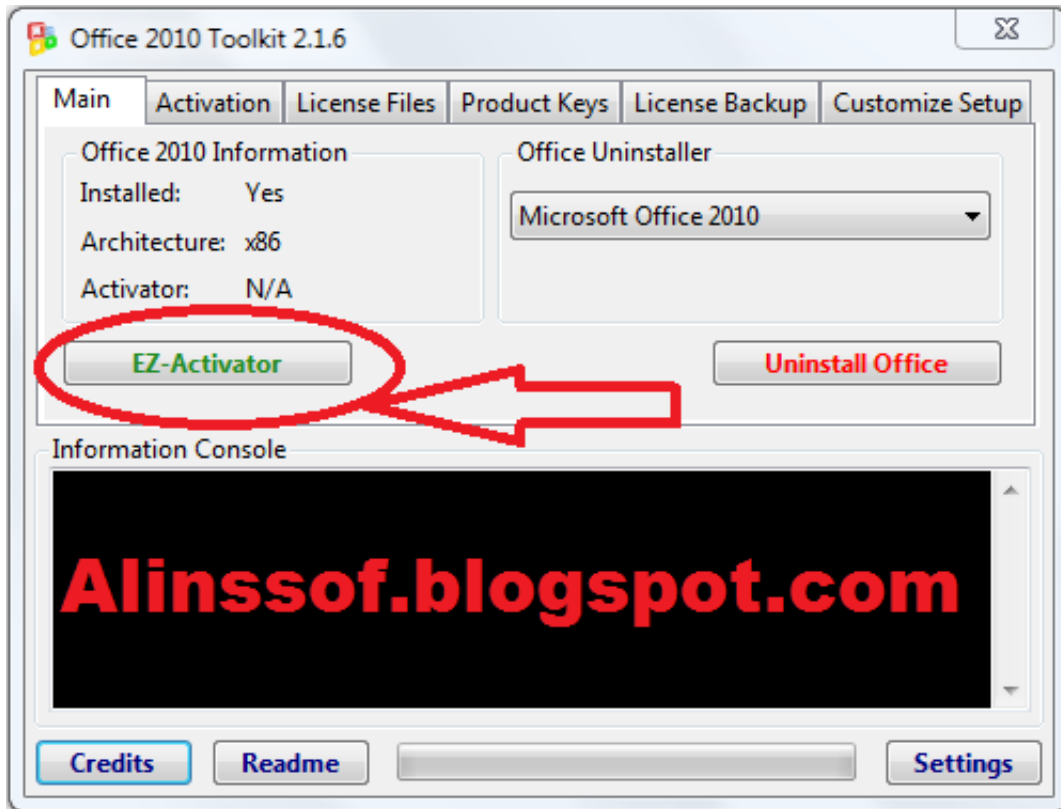 Office 2010 Toolkit 2.1.6
Main Activation License Files Product Keys License Backup Customize Setup
Office 2010 Information
Installed: Yes
Architecture: x86
Activator: N/A
EZ-Activator
Office Uninstaller
Microsoft Office 2010
Uninstall Office
Information Console
Alinssof.blogspot.com
Credits Readme Settings